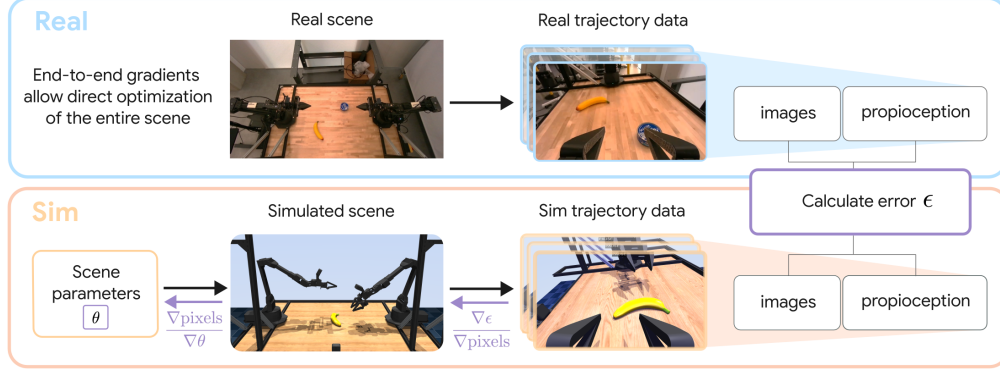 Real
Real scene
Real trajectory data
End-to-end gradients
allow direct optimization
of the entire scene
images
propioception
Calculate error ϵ
Sim
Simulated scene
Sim trajectory data
Scene
parameters
θ
∇pixels
∇θ
∇ϵ
∇pixels
images
propioception